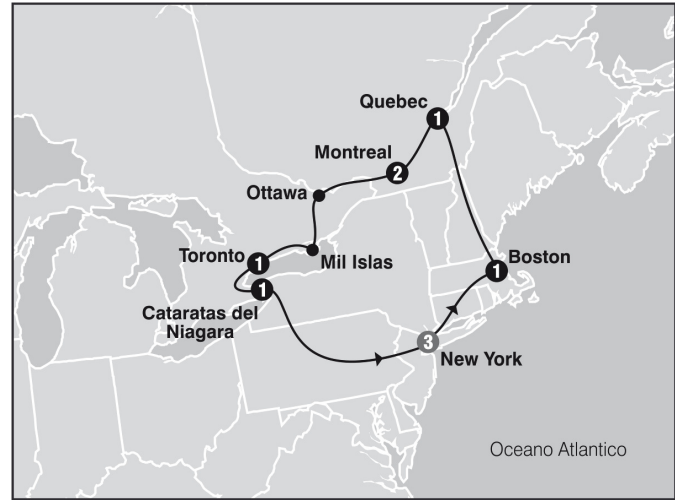 Quebec
1
Montreal
2
Ottawa
Toronto
1
Mil Islas
1
Boston
1
Cataratas del
Niagara
3
New York
Oceano Atlantico